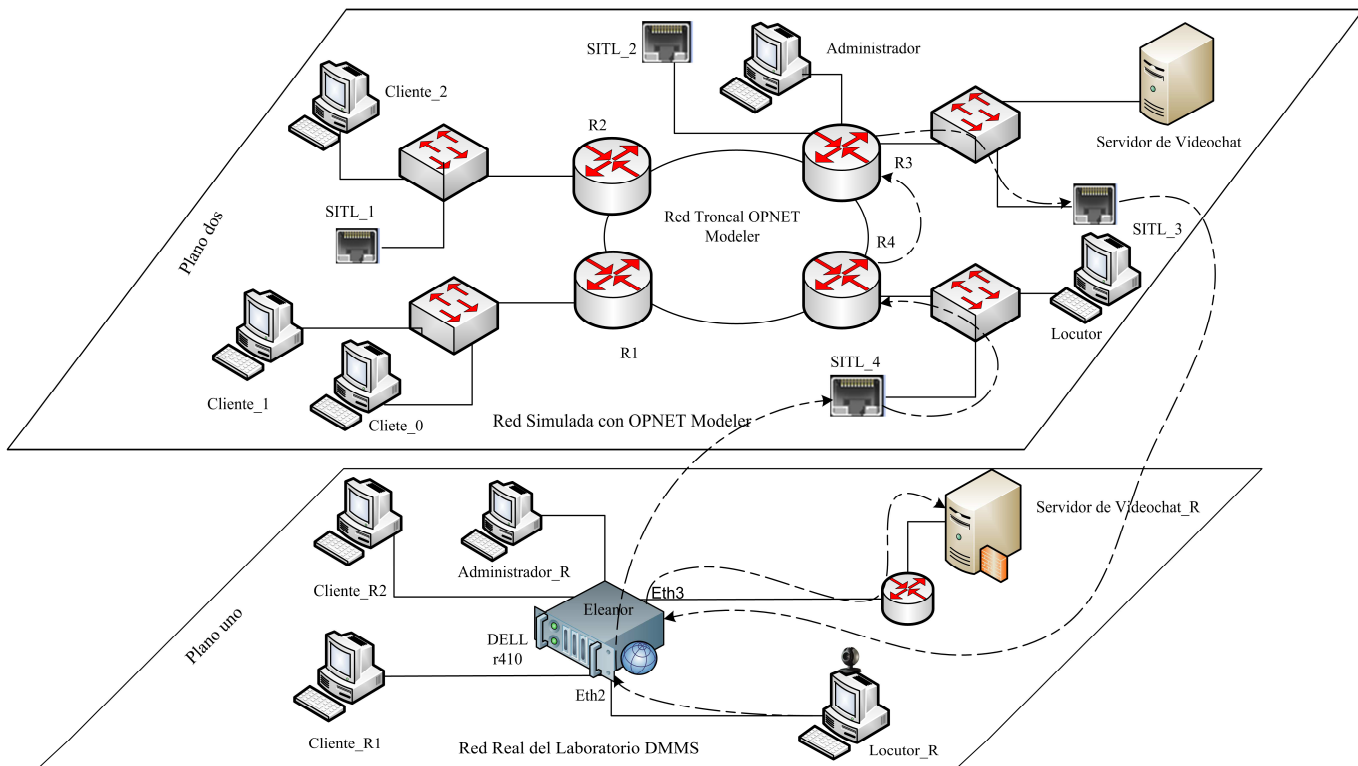 SITL_2
Administrador
Cliente_2
Servidor de Videochat
R2
R3
SITL_1
Plano dos
Red Troncal OPNET
Modeler
R4
SITL_3
R1
Locutor
SITL_4
Cliente_1
Cliete_0
Red Simulada con OPNET Modeler
Servidor de Videochat_R
Administrador_R
Cliente_R2
Eth3
Eleanor
Plano uno
DELL
r410
Eth2
Cliente_R1
Red Real del Laboratorio DMMS
Locutor_R